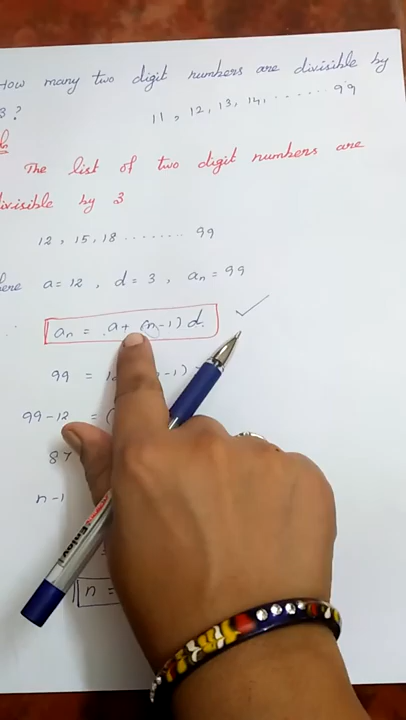 How many two digit numbers are divisible by
3 ?
11, 12, 13, 14, ....... 99
The list of two digit numbers are
divisible by 3
12, 15, 18 ........ 99
here a = 12, d = 3, aₙ = 99
∴ aₙ = a + (n-1) d.
99 =
99-12 = (
87
n-1
n =